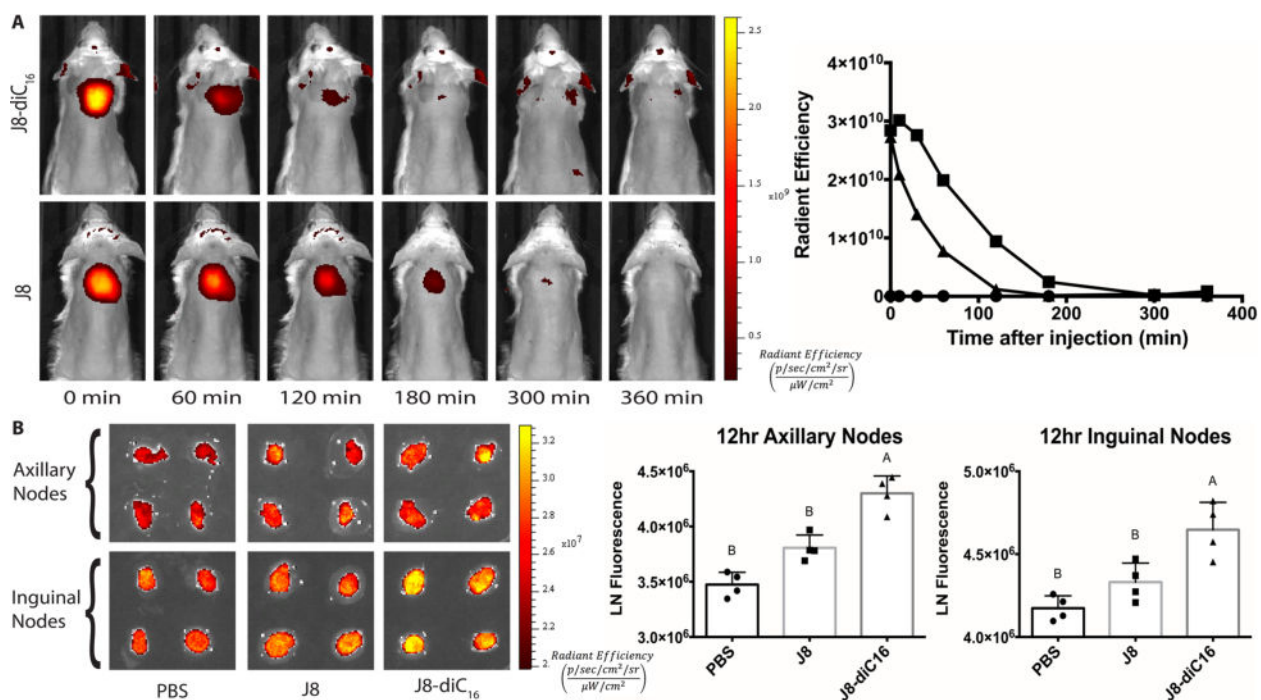 A
J8-diC16
J8
0 min
60 min
120 min
180 min
300 min
360 min
2.5
2.0
1.5
x10⁹
1.0
0.5
Radiant Efficiency
(p/sec/cm²/sr
μW/cm²)
Radient Efficiency
4×10¹⁰
3×10¹⁰
2×10¹⁰
1×10¹⁰
0
0
100
200
300
400
Time after injection (min)
B
Axillary
Nodes
Inguinal
Nodes
PBS
J8
J8-diC16
3.2
3.0
2.8
x10⁷
2.6
2.4
2.2
2.
Radiant Efficiency
(p/sec/cm²/sr
μW/cm²)
12hr Axillary Nodes
LN Fluorescence
4.5×10⁶
4.0×10⁶
3.5×10⁶
3.0×10⁶
B
B
A
PBS
J8
J8-diC16
12hr Inguinal Nodes
LN Fluorescence
5.0×10⁶
4.5×10⁶
4.0×10⁶
B
B
A
PBS
J8
J8-diC16